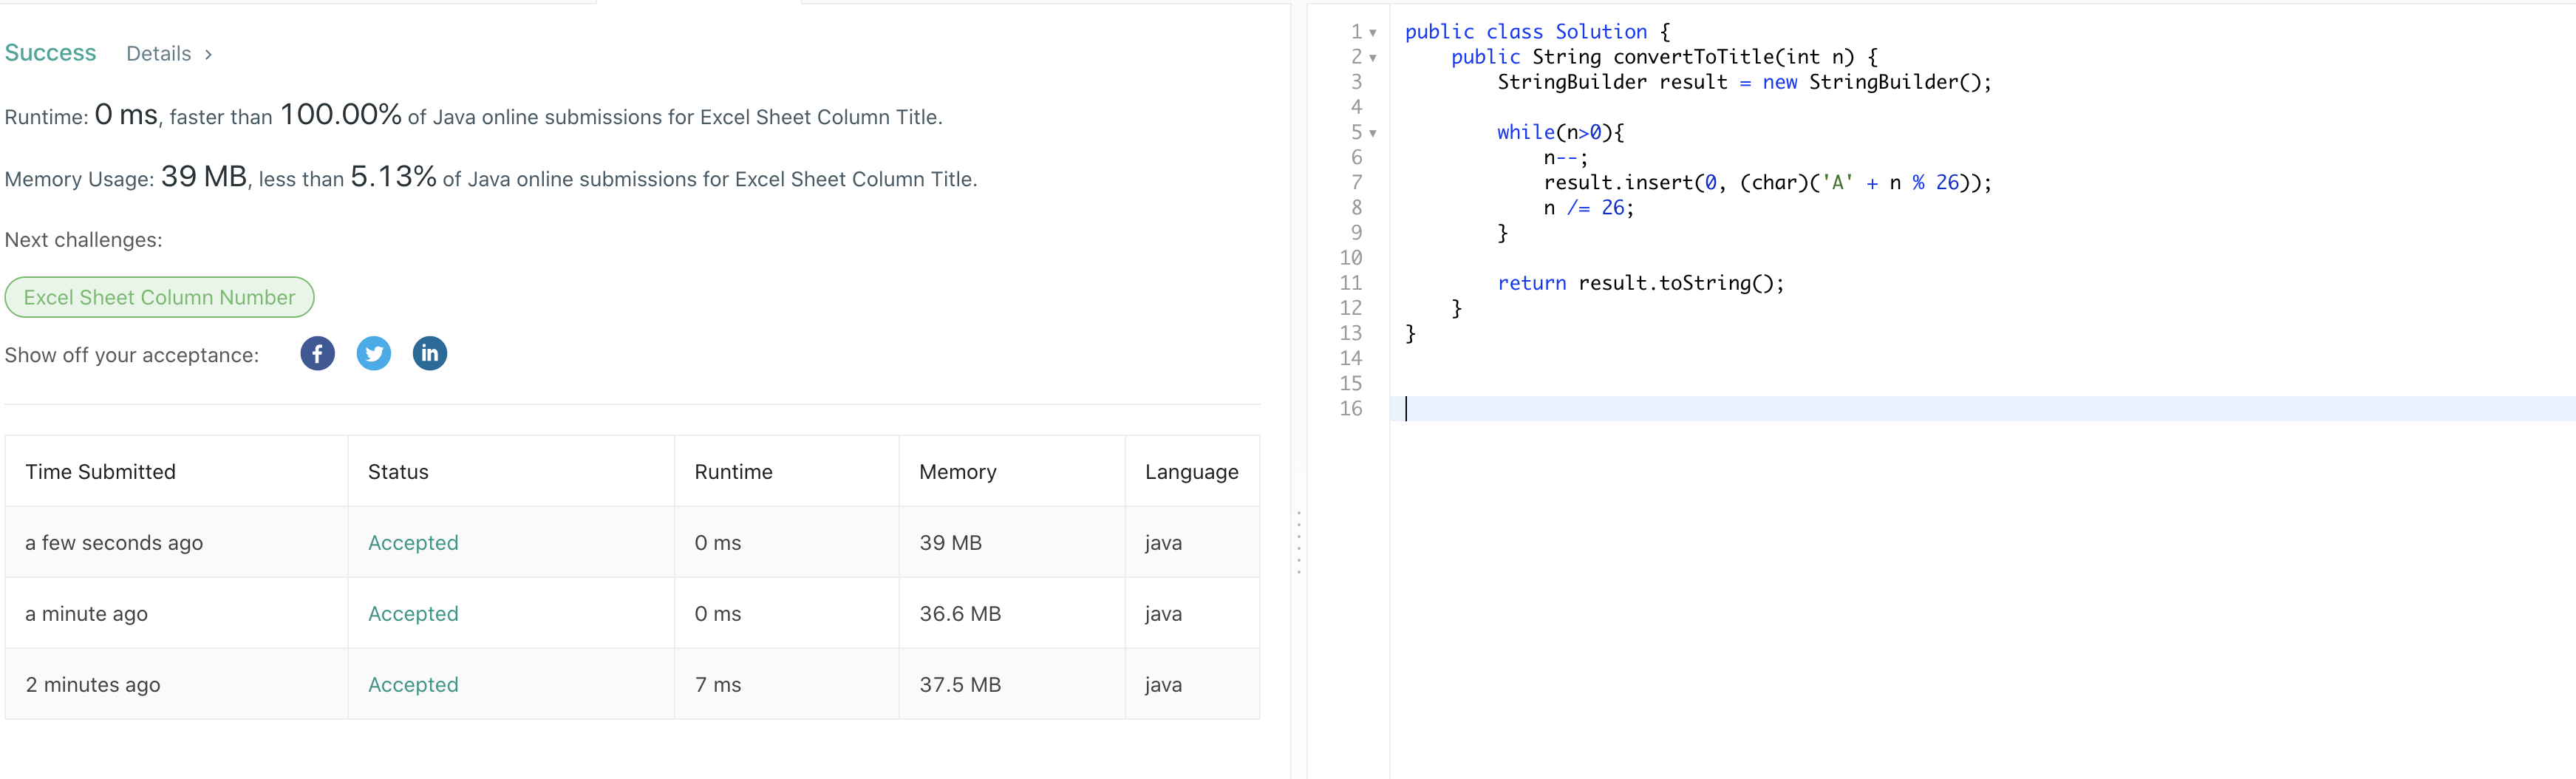 Success Details >
Runtime: 0 ms, faster than 100.00% of Java online submissions for Excel Sheet Column Title.
Memory Usage: 39 MB, less than 5.13% of Java online submissions for Excel Sheet Column Title.
Next challenges:
Excel Sheet Column Number
Show off your acceptance:
Time Submitted Status Runtime Memory Language
a few seconds ago Accepted 0 ms 39 MB java
a minute ago Accepted 0 ms 36.6 MB java
2 minutes ago Accepted 7 ms 37.5 MB java
1 public class Solution {
2     public String convertToTitle(int n) {
3         StringBuilder result = new StringBuilder();
4
5         while(n>0){
6             n--;
7             result.insert(0, (char)('A' + n % 26));
8             n /= 26;
9         }
10
11         return result.toString();
12     }
13 }
14
15
16